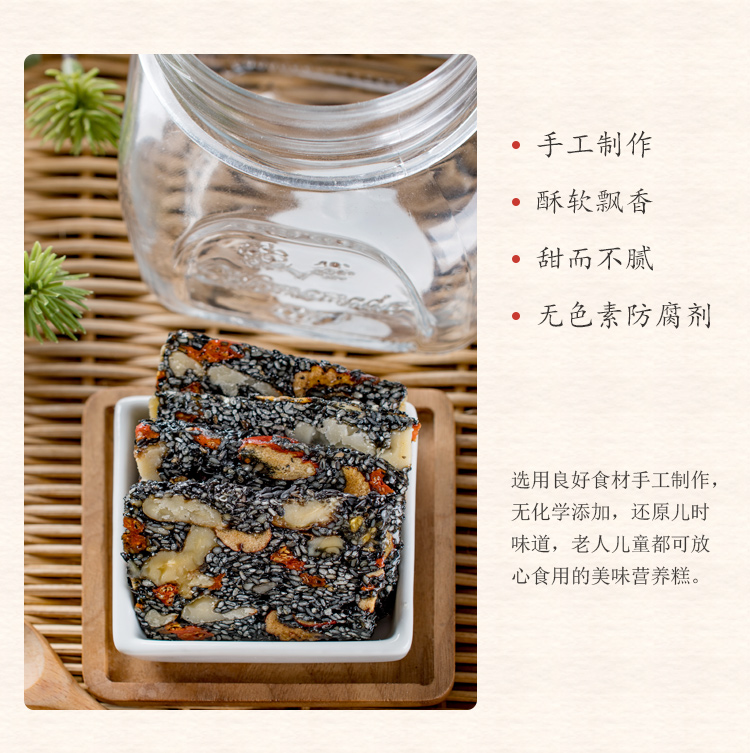 手工制作
酥软飘香
甜而不腻
无色素防腐剂
选用良好食材手工制作，
无化学添加，还原儿时
味道，老人儿童都可放
心食用的美味营养糕。